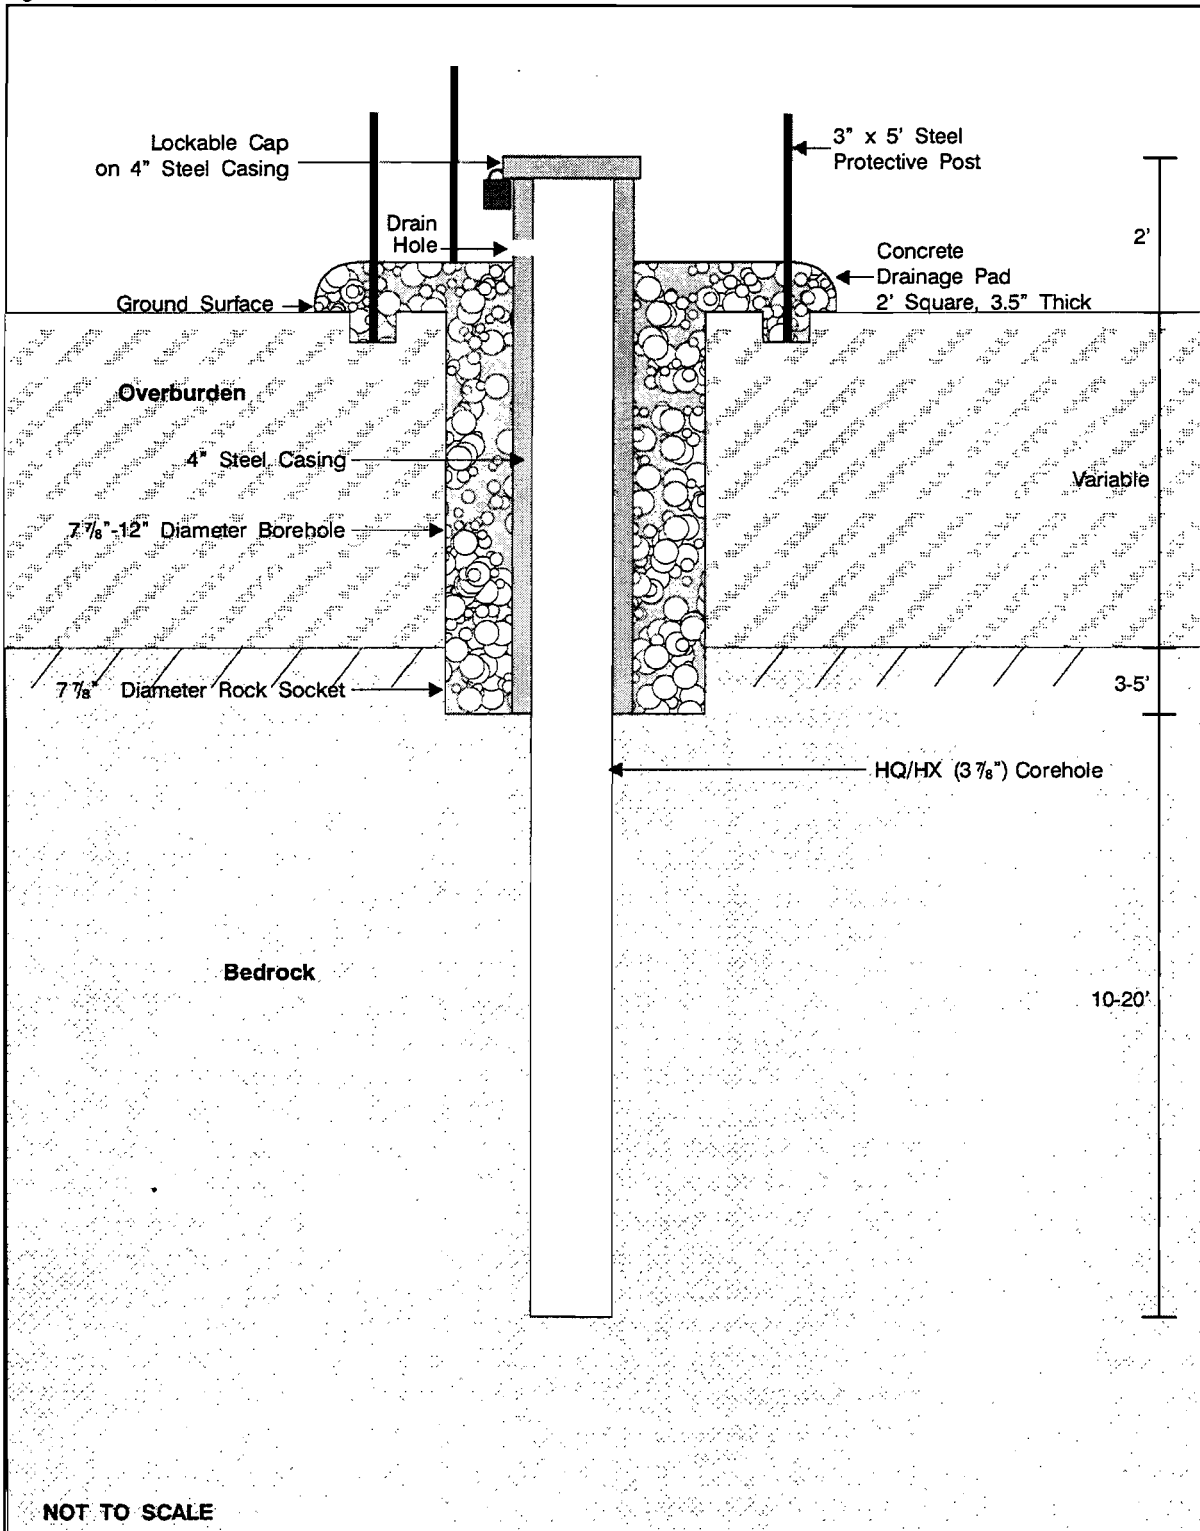 Lockable Cap
on 4" Steel Casing
3" x 5' Steel
Protective Post
2'
Drain
Hole
Concrete
Drainage Pad
2' Square, 3.5" Thick
Ground Surface
Overburden
4" Steel Casing
Variable
7 ⅞"-12" Diameter Borehole
7 ⅞" Diameter Rock Socket
3-5'
HQ/HX (3 ⅞") Corehole
Bedrock
10-20'
NOT TO SCALE